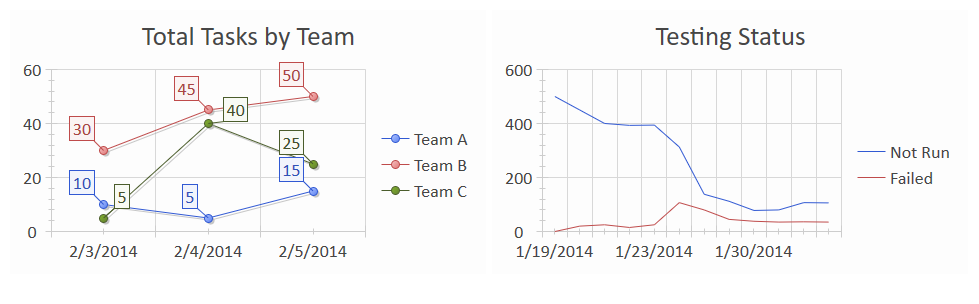 Total Tasks by Team
60
40
20
0
30
45
50
10
5
5
40
25
15
2/3/2014 2/4/2014 2/5/2014
Team A
Team B
Team C
Testing Status
600
400
200
0
1/19/2014 1/23/2014 1/30/2014
Not Run
Failed